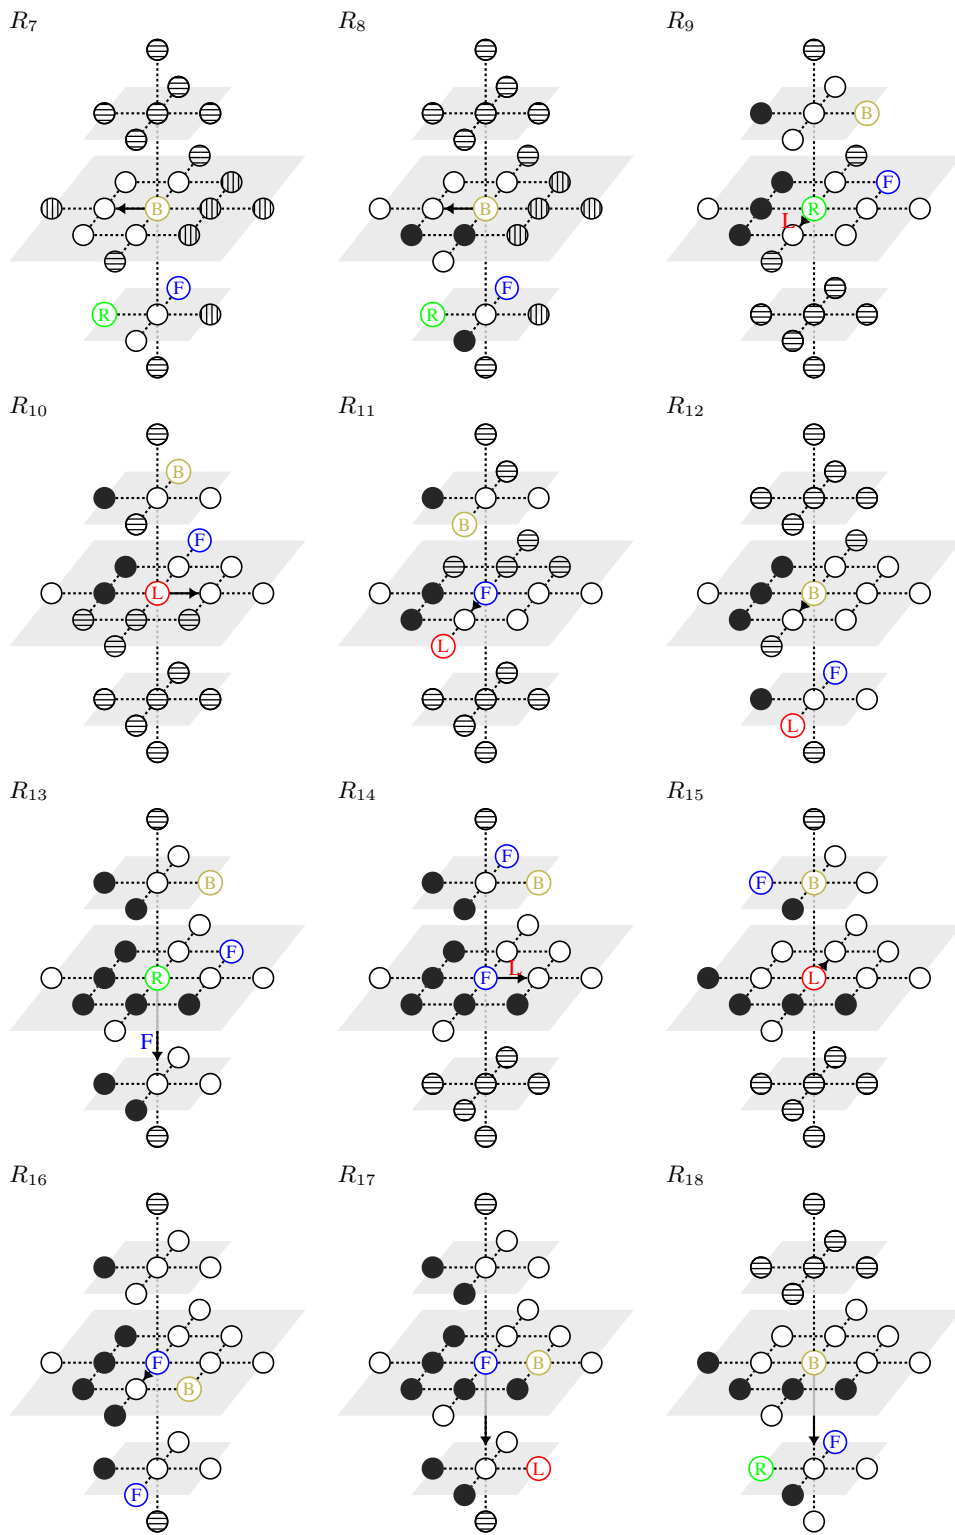 R7 R8 R9
B B B
F
R L
F F
R R
R10 R11 R12
B
F B
L F B
L F
L
R13 R14 R15
F
B B F B
F L
R F L
F
R16 R17 R18
F F B B
B
F L R F